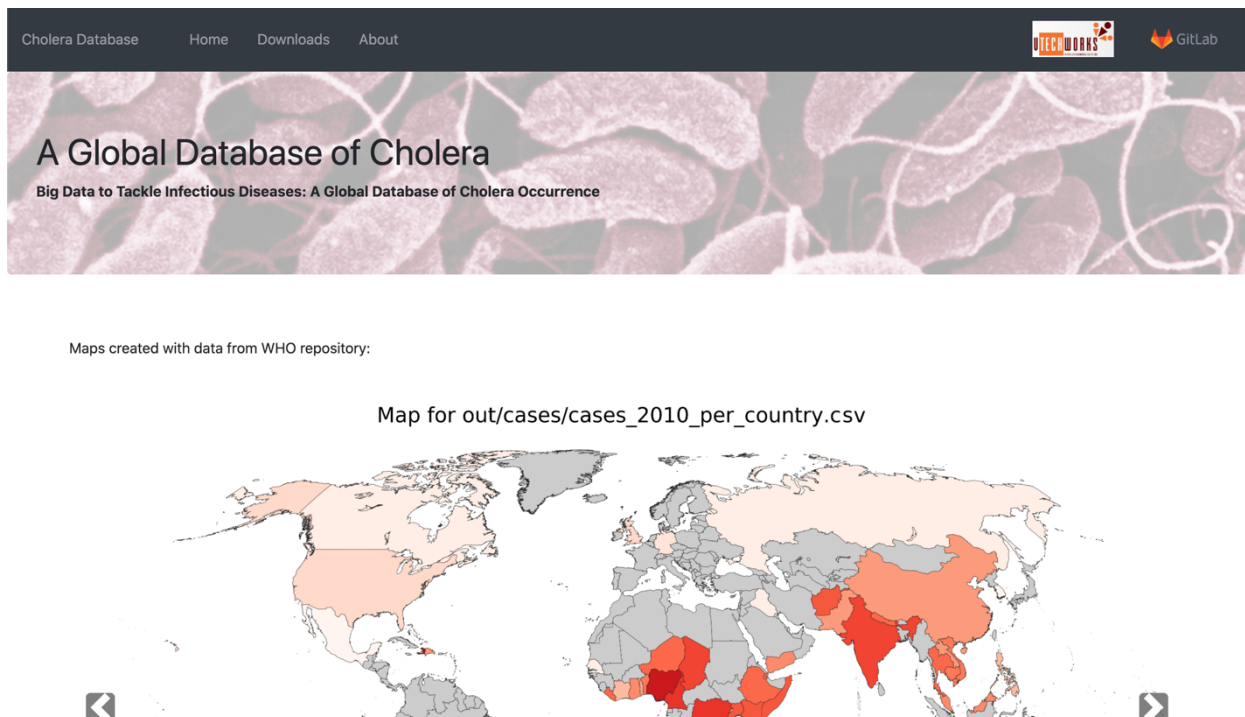 Cholera Database Home Downloads About UTECHWORKS GitLab
A Global Database of Cholera
Big Data to Tackle Infectious Diseases: A Global Database of Cholera Occurrence
Maps created with data from WHO repository:
Map for out/cases/cases_2010_per_country.csv